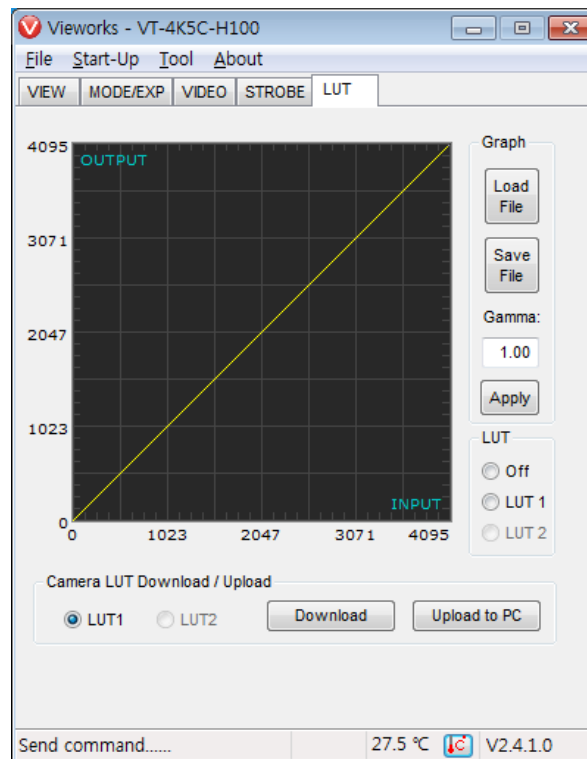 Vieworks - VT-4K5C-H100
File Start-Up Tool About
VIEW MODE/EXP VIDEO STROBE LUT
4095
3071
2047
1023
0
OUTPUT
INPUT
0 1023 2047 3071 4095
Graph
Load
File
Save
File
Gamma:
1.00
Apply
LUT
Off
LUT 1
LUT 2
Camera LUT Download / Upload
LUT1 LUT2 Download Upload to PC
Send command...... 27.5 ℃ C V2.4.1.0